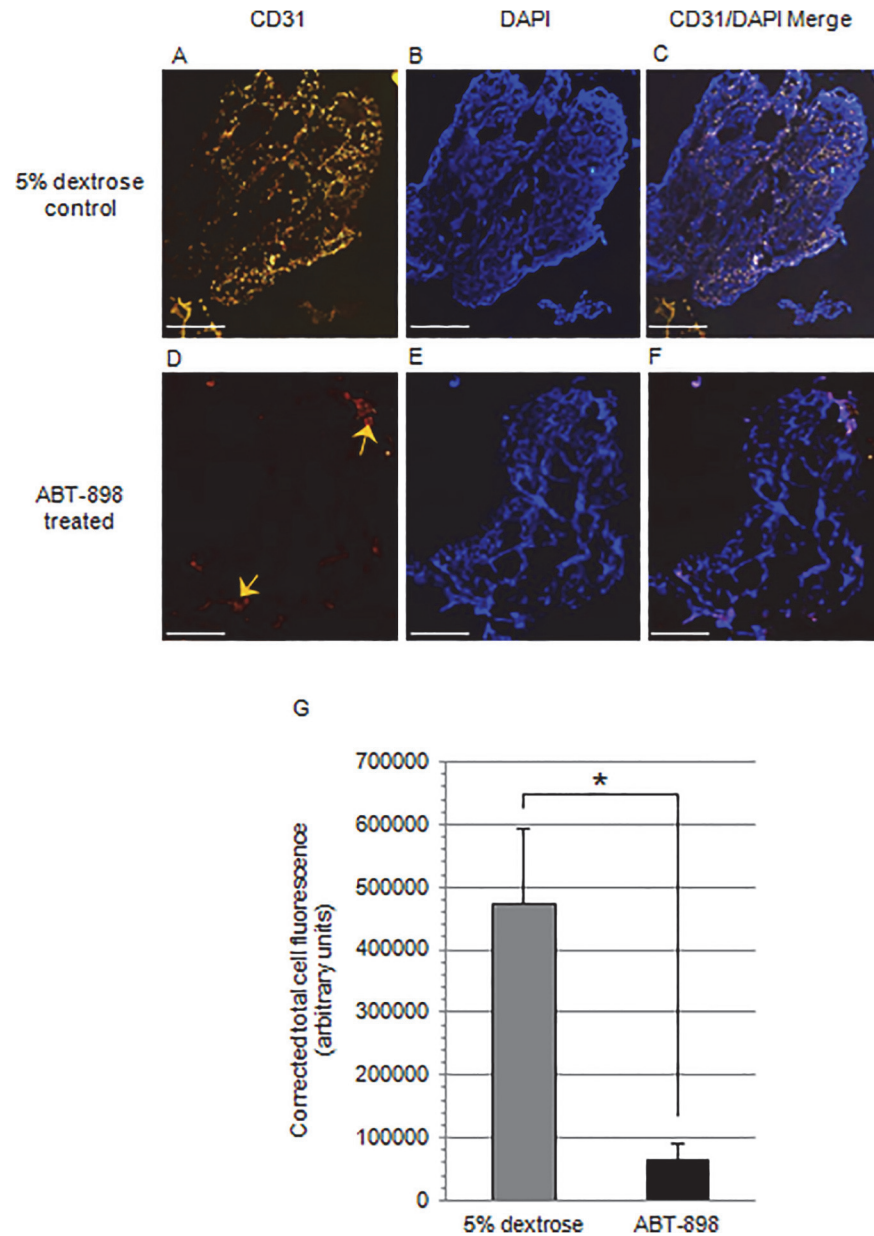 CD31 DAPI CD31/DAPI Merge
A B C
5% dextrose
control
D E F
ABT-898
treated
G
700000
600000
500000
400000
300000
200000
100000
0
Corrected total cell fluorescence
(arbitrary units)
*
5% dextrose ABT-898